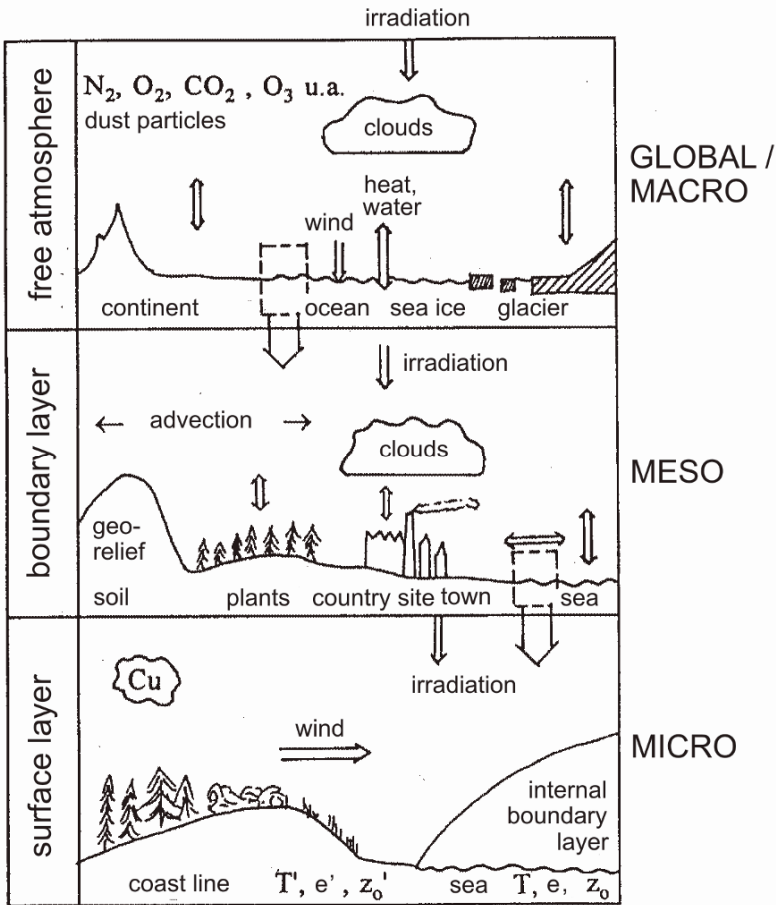 irradiation
free atmosphere
N₂, O₂, CO₂ , O₃ u.a.
dust particles
clouds
heat,
water
wind
continent
ocean
sea ice
glacier
GLOBAL /
MACRO
boundary layer
irradiation
← advection →
clouds
geo-
relief
soil
plants
country site town
sea
MESO
surface layer
irradiation
Cu
wind
internal
boundary
layer
coast line
T', e' , z₀'
sea
T, e, z₀
MICRO